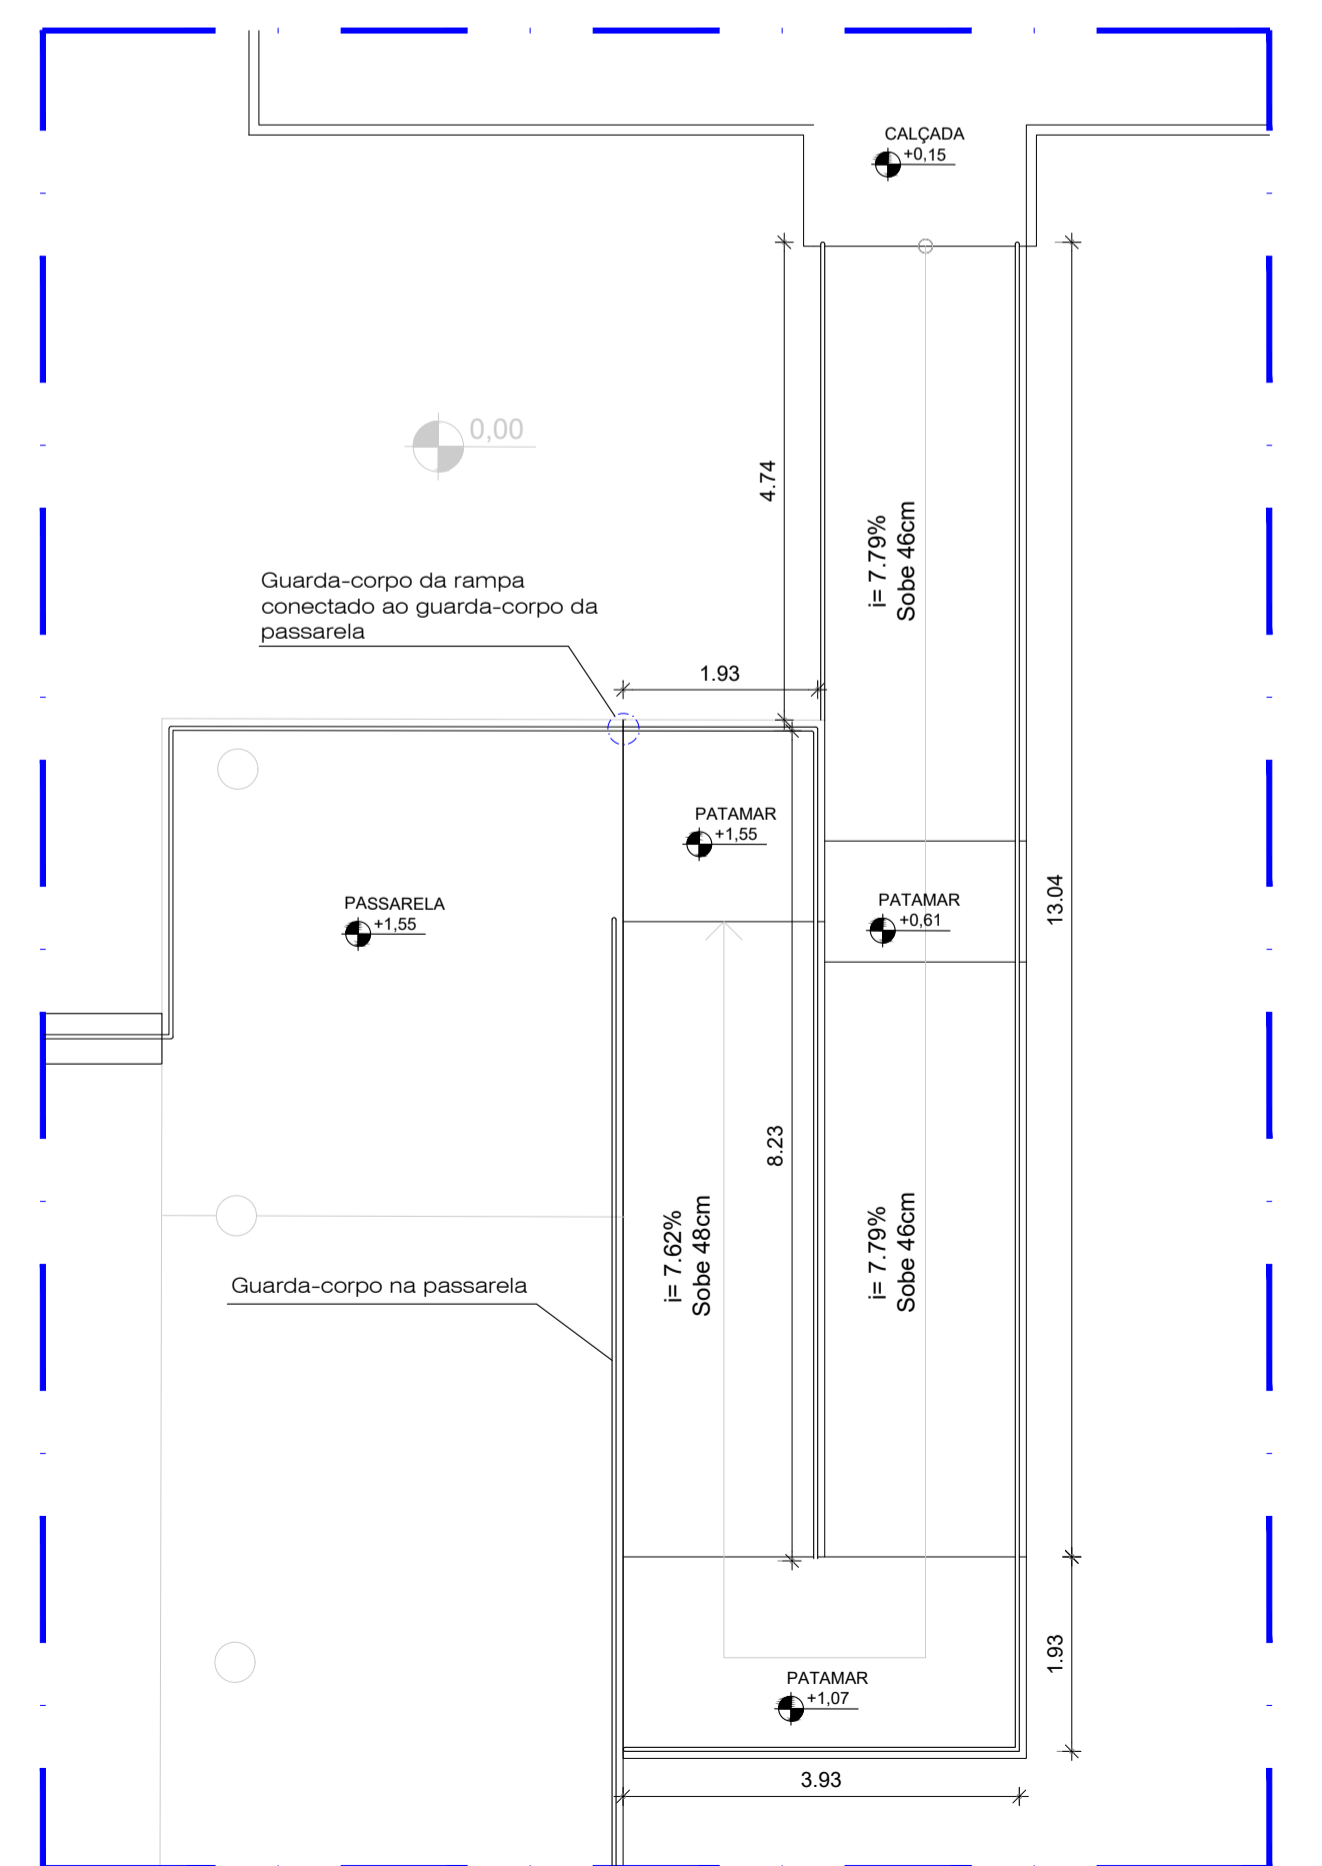 CALÇADA
+0,15
0,00
4.74
i= 7.79%
Sobe 46cm
Guarda-corpo da rampa
conectado ao guarda-corpo da
passarela
1.93
PATAMAR
+1,55
PASSARELA
+1,55
PATAMAR
+0,61
13.04
8.23
i= 7.62%
Sobe 48cm
i= 7.79%
Sobe 46cm
Guarda-corpo na passarela
1.93
PATAMAR
+1,07
3.93